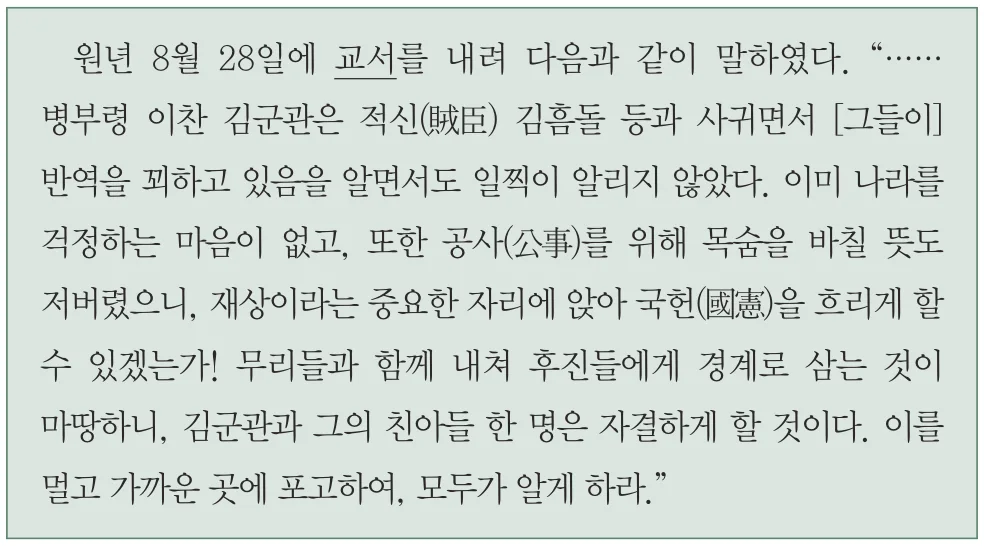 원년 8월 28일에 교서를 내려 다음과 같이 말하였다. “……
병부령 이찬 김군관은 적신(賊臣) 김흠돌 등과 사귀면서 [그들이]
반역을 꾀하고 있음을 알면서도 일찍이 알리지 않았다. 이미 나라를
걱정하는 마음이 없고, 또한 공사(公事)를 위해 목숨을 바칠 뜻도
저버렸으니, 재상이라는 중요한 자리에 앉아 국헌(國憲)을 흐리게 할
수 있겠는가! 무리들과 함께 내쳐 후진들에게 경계로 삼는 것이
마땅하니, 김군관과 그의 친아들 한 명은 자결하게 할 것이다. 이를
멀고 가까운 곳에 포고하여, 모두가 알게 하라.”